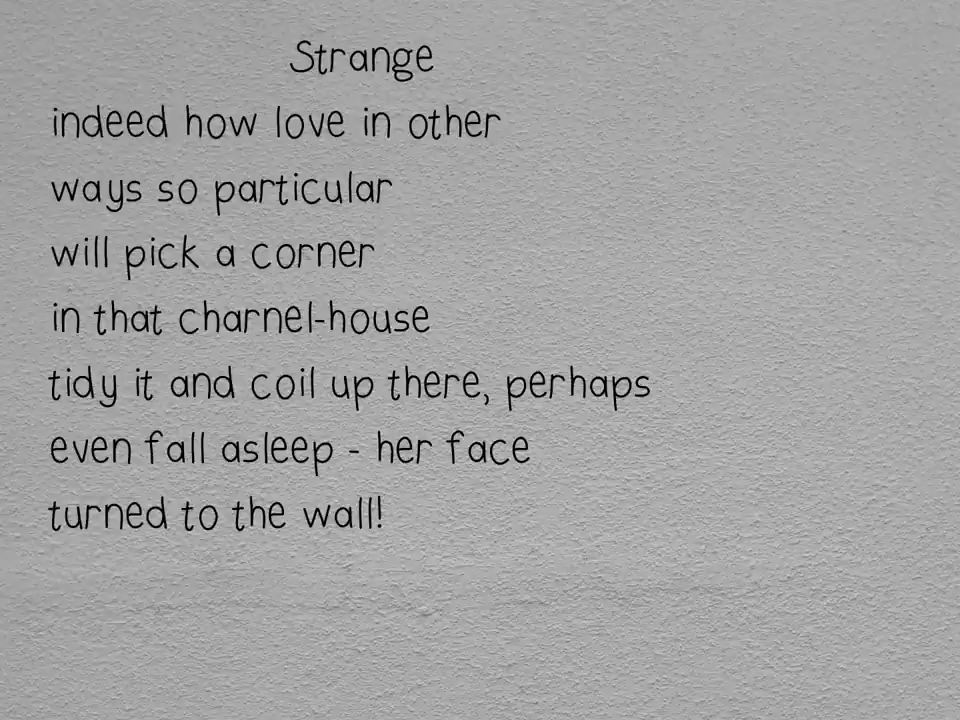 Strange
indeed how love in other
ways so particular
will pick a corner
in that charnel-house
tidy it and coil up there, perhaps
even fall asleep - her face
turned to the wall!